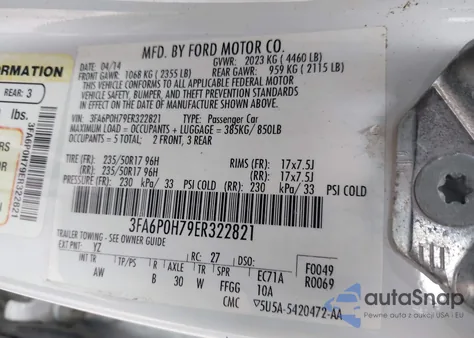 MFD. BY FORD MOTOR CO.
DATE: 04/14 GVWR: 2023 KG ( 4460 LB)
FRONT GAWR: 1068 KG ( 2355 LB) REAR GAWR: 959 KG ( 2115 LB)
THIS VEHICLE CONFORMS TO ALL APPLICABLE FEDERAL MOTOR
VEHICLE SAFETY, BUMPER, AND THEFT PREVENTION STANDARDS
IN EFFECT ON THE DATE OF MANUFACTURE SHOWN ABOVE.
VIN: 3FA6P0H79ER322821 TYPE: Passenger Car
MAXIMUM LOAD = OCCUPANTS + LUGGAGE = 385KG / 850LB
OCCUPANTS = 5 TOTAL: 2 FRONT, 3 REAR
TIRE (FR): 235/50R17 96H RIMS (FR): 17×7.5J
(RR): 235/50R17 96H (RR): 17×7.5J
PRESSURE (FR): 230 kPa/ 33 PSI COLD (RR): 230 kPa/ 33 PSI COLD
3FA6P0H79ER322821
TRAILER TOWING - SEE OWNER GUIDE
EXT PNT: YZ RC: 27 DSO: F0049
INT TR TP/PS R AXLE TR SPR EC71A R0069
AW B 30 W FFGG 10A
CMC 5U5A-5420472-AA
FORMATION
REAR: 3
lbs.
3FA6P0H79ER322821
autaSnap